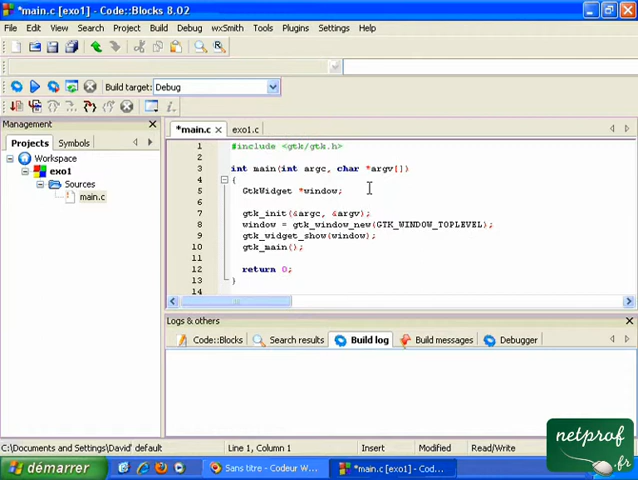 *main.c [exo1] - Code::Blocks 8.02
File Edit View Search Project Build Debug wxSmith Tools Plugins Settings Help
Build target: Debug
Management
Projects Symbols
Workspace
exo1
Sources
main.c
*main.c exo1.c
1 #include <gtk/gtk.h>
2
3 int main(int argc, char *argv[])
4 {
5 GtkWidget *window;
6
7 gtk_init(&argc, &argv);
8 window = gtk_window_new(GTK_WINDOW_TOPLEVEL);
9 gtk_widget_show(window);
10 gtk_main();
11
12 return 0;
13 }
14
Logs & others
Code::Blocks Search results Build log Build messages Debugger
C:\Documents and Settings\David' default Line 1, Column 1 Insert Modified Read/Write
démarrer Sans titre - Codeur W... *main.c [exo1] - Cod...
netprof
.fr